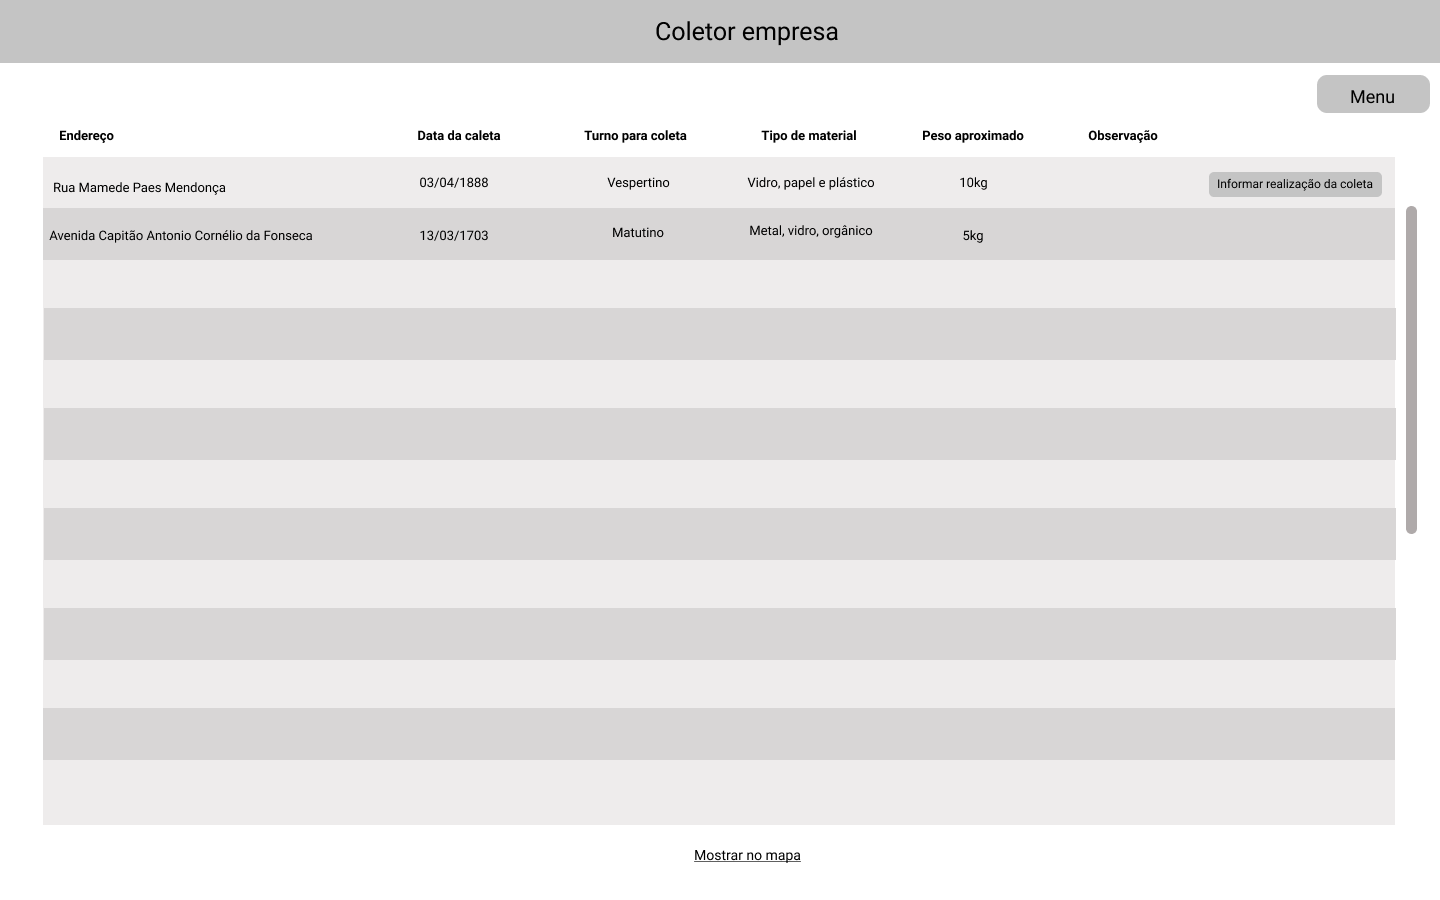 Coletor empresa
Menu
Endereço Data da caleta Turno para coleta Tipo de material Peso aproximado Observação
Rua Mamede Paes Mendonça 03/04/1888 Vespertino Vidro, papel e plástico 10kg Informar realização da coleta
Avenida Capitão Antonio Cornélio da Fonseca 13/03/1703 Matutino Metal, vidro, orgânico 5kg
Mostrar no mapa